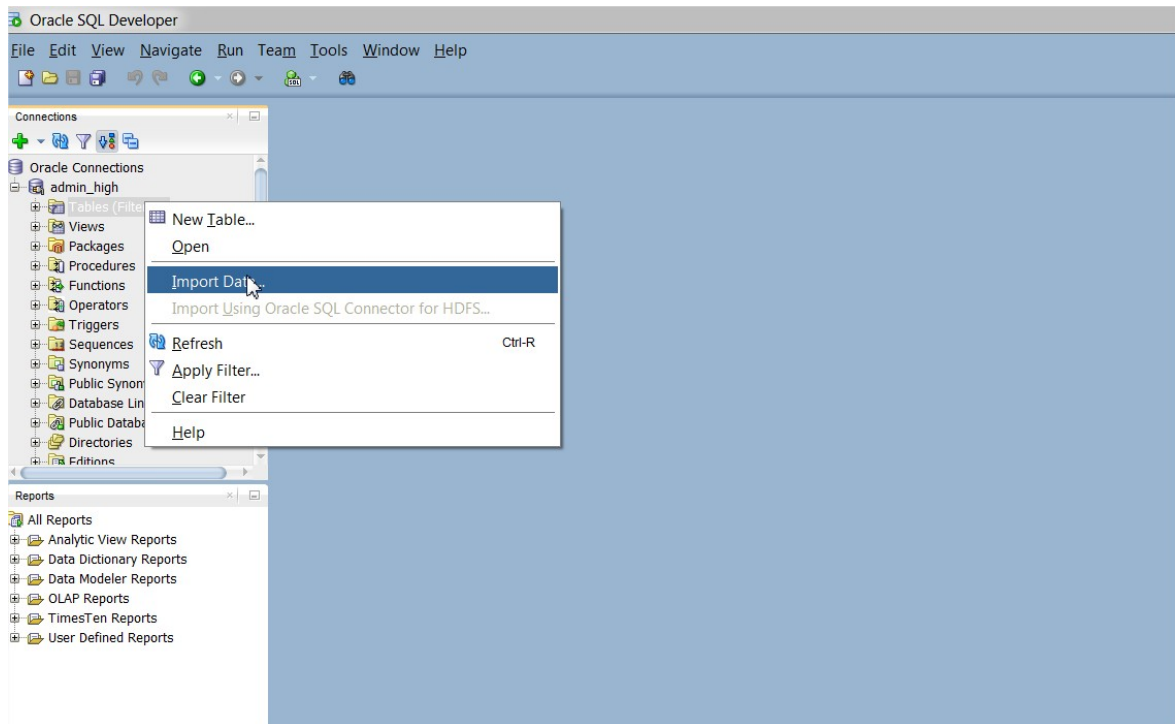 Oracle SQL Developer
File Edit View Navigate Run Team Tools Window Help
Connections
Oracle Connections
admin_high
Tables (Filte
Views
Packages
Procedures
Functions
Operators
Triggers
Sequences
Synonyms
Public Synon
Database Lin
Public Databa
Directories
Editions
New Table...
Open
Import Data...
Import Using Oracle SQL Connector for HDFS...
Refresh Ctrl-R
Apply Filter...
Clear Filter
Help
Reports
All Reports
Analytic View Reports
Data Dictionary Reports
Data Modeler Reports
OLAP Reports
TimesTen Reports
User Defined Reports